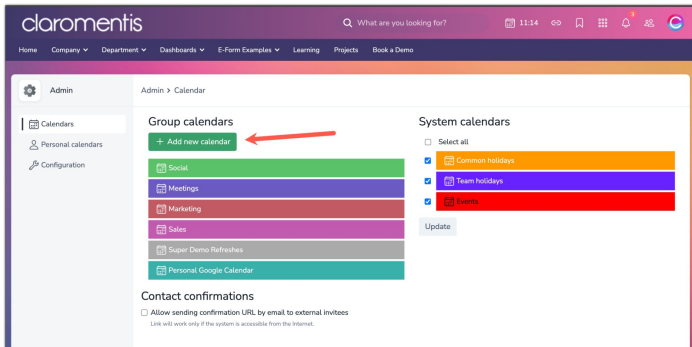 claromentis
What are you looking for?
11:14
3
Home Company Department Dashboards E-Form Examples Learning Projects Book a Demo
Admin
Admin > Calendar
Calendars
Personal calendars
Configuration
Group calendars
+ Add new calendar
Social
Meetings
Marketing
Sales
Super Demo Refreshes
Personal Google Calendar
System calendars
Select all
Common holidays
Team holidays
Events
Update
Contact confirmations
Allow sending confirmation URL by email to external invitees
Link will work only if the system is accessible from the Internet.